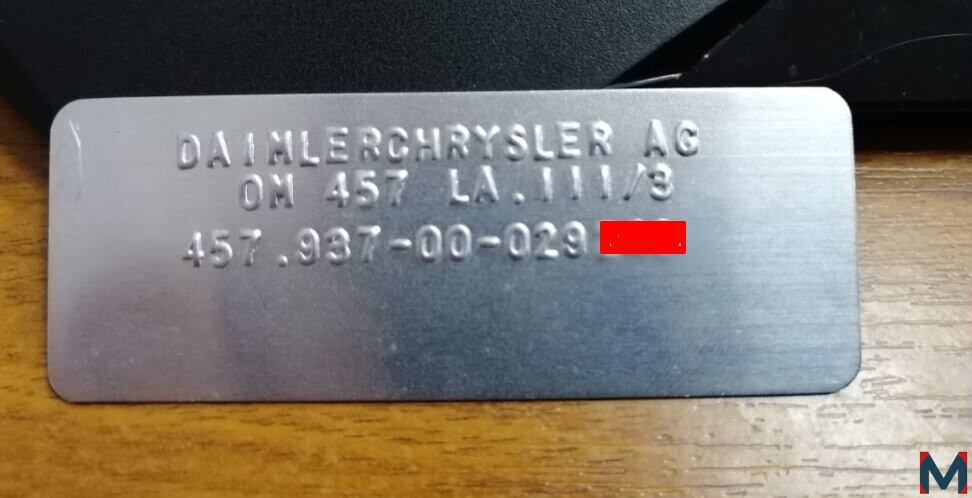 DAIMLERCHRYSLER AG
OM 457 LA.III/3
457.937-00-029
M